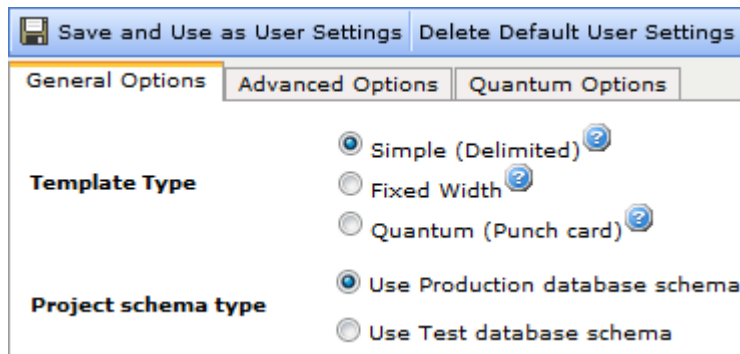 Save and Use as User Settings Delete Default User Settings
General Options Advanced Options Quantum Options
Simple (Delimited) ?
Template Type
Fixed Width ?
Quantum (Punch card) ?
Use Production database schema
Project schema type
Use Test database schema